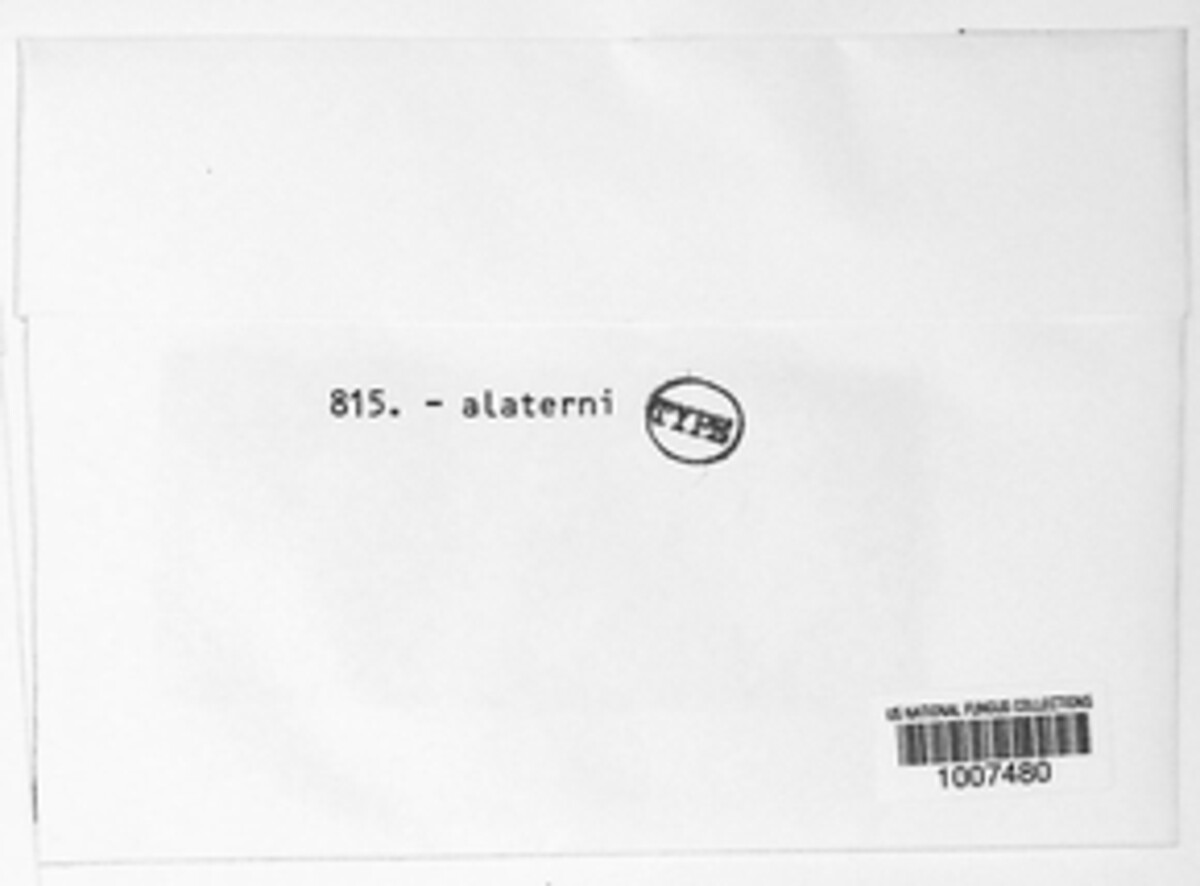 815. - alaterni
TYPE
US NATIONAL FUNGUS COLLECTIONS
1007480